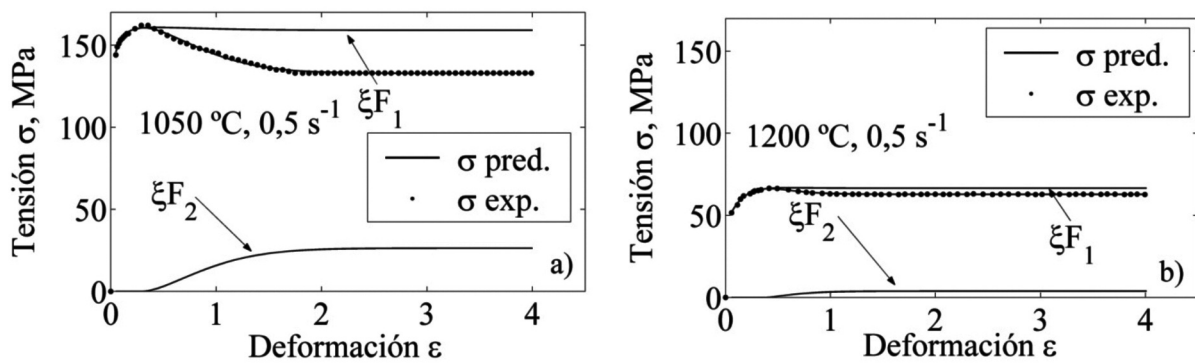 Tensión σ, MPa
150
100
50
0
1050 ºC, 0,5 s⁻¹
ξF₁
σ pred.
σ exp.
ξF₂
a)
0 1 2 3 4
Deformación ε
Tensión σ, MPa
150
100
50
0
1200 ºC, 0,5 s⁻¹
σ pred.
σ exp.
ξF₂
ξF₁
b)
0 1 2 3 4
Deformación ε